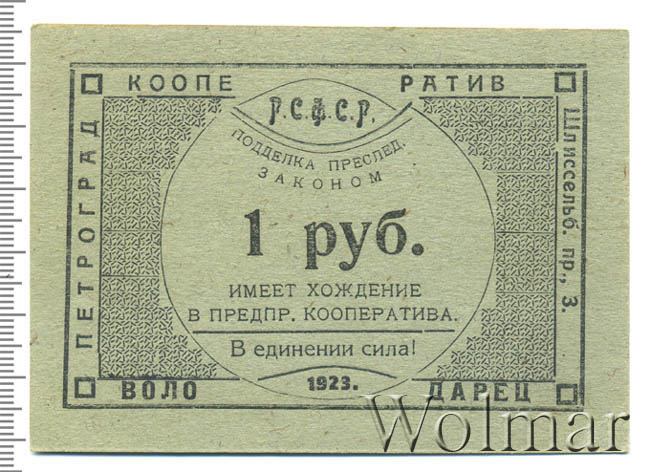 КООПЕ РАТИВ
Р.С.Ф.С.Р.
ПОДДЕЛКА ПРЕСЛЕД.
ЗАКОНОМ
ПЕТРОГРАД
Шлиссельб. пр., 3.
1 руб.
ИМЕЕТ ХОЖДЕНИЕ
В ПРЕДПР. КООПЕРАТИВА.
В единении сила!
1923.
ВОЛО ДАРЕЦ
Wolmar